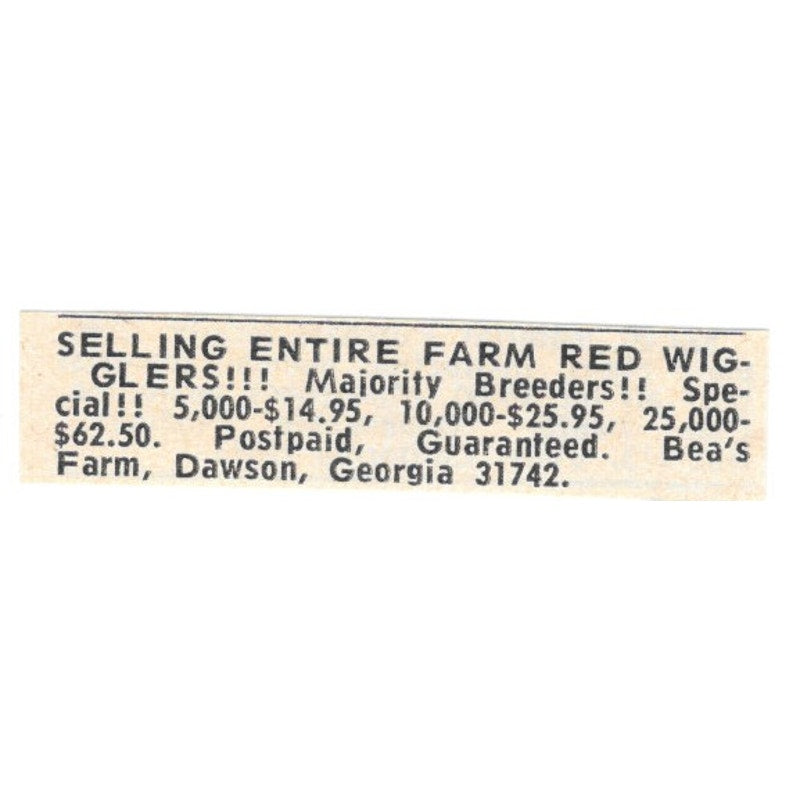 SELLING ENTIRE FARM RED WIG-
GLERS!!! Majority Breeders!! Spe-
cial!! 5,000-$14.95, 10,000-$25.95, 25,000-
$62.50. Postpaid, Guaranteed. Bea's
Farm, Dawson, Georgia 31742.